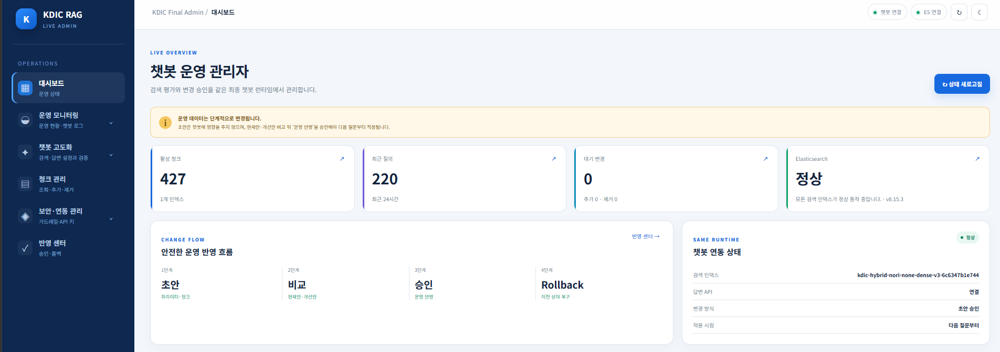 K
KDIC RAG
LIVE ADMIN
OPERATIONS
대시보드
운영 상태
운영 모니터링
운영 현황·챗봇 로그
챗봇 고도화
검색·답변 설정과 검증
청크 관리
조회·추가·제거
보안·연동 관리
가드레일·API 키
반영 센터
승인·롤백
KDIC Final Admin / 대시보드
챗봇 연결
ES 연결
LIVE OVERVIEW
챗봇 운영 관리자
검색 평가와 변경 승인을 같은 최종 챗봇 런타임에서 관리합니다.
↻ 상태 새로고침
운영 데이터는 단계적으로 변경됩니다.
초안은 챗봇에 영향을 주지 않으며, 현재안·개선안 비교 뒤 '운영 반영'을 승인해야 다음 질문부터 적용됩니다.
활성 청크 ↗
427
1개 인덱스
최근 질의 ↗
220
최근 24시간
대기 변경 ↗
0
추가 0 · 제거 0
Elasticsearch ↗
정상
모든 검색 인덱스가 정상 동작 중입니다. · v8.15.3
CHANGE FLOW
안전한 운영 반영 흐름
반영 센터 →
1단계
초안
파라미터·청크
2단계
비교
현재안·개선안
3단계
승인
운영 반영
4단계
Rollback
이전 상태 복구
SAME RUNTIME
챗봇 연동 상태
정상
검색 인덱스 kdic-hybrid-nori-none-dense-v3-6c6347b1e744
답변 API 연결
변경 방식 초안 승인
적용 시점 다음 질문부터